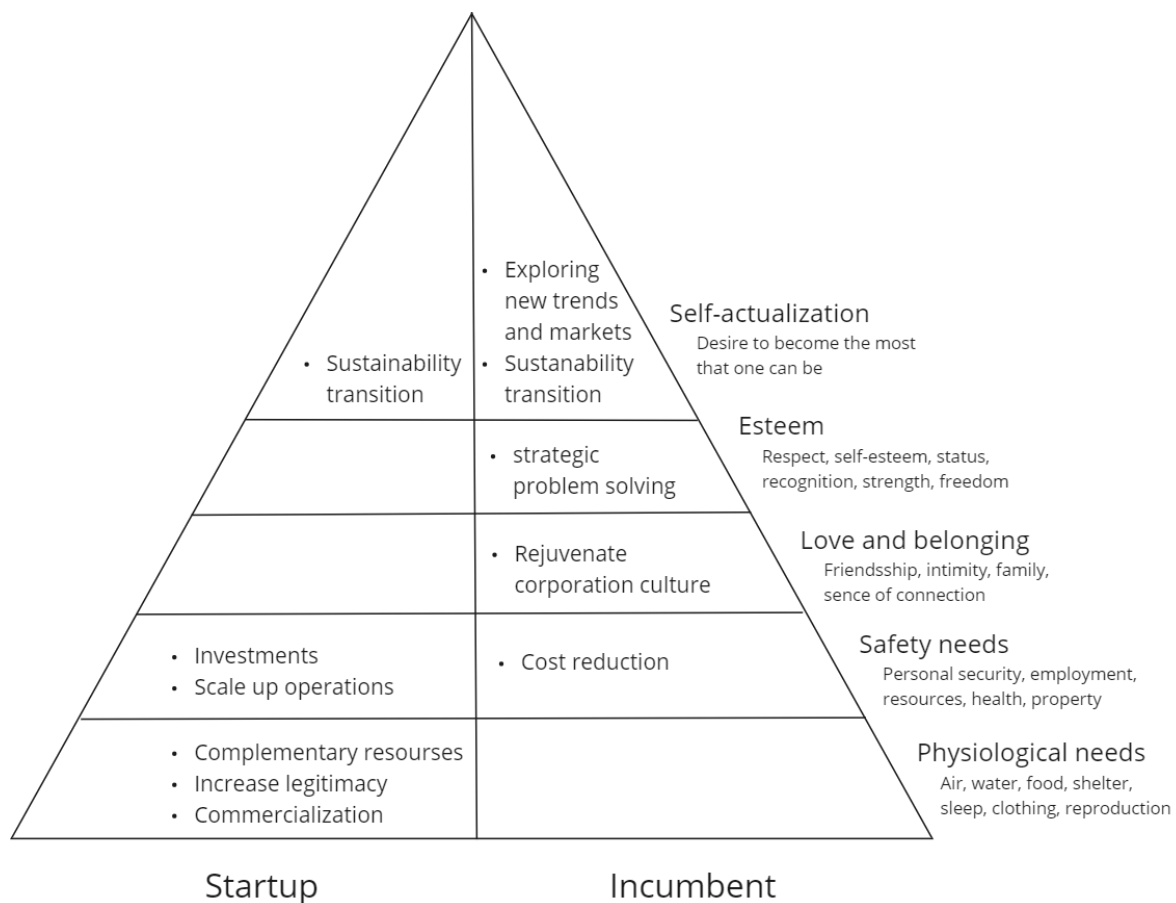 • Exploring
new trends
and markets
• Sustainability
transition
• Sustanability
transition
Self-actualization
Desire to become the most
that one can be
• strategic
problem solving
Esteem
Respect, self-esteem, status,
recognition, strength, freedom
• Rejuvenate
corporation culture
Love and belonging
Friendsship, intimity, family,
sence of connection
• Investments
• Scale up operations
• Cost reduction
Safety needs
Personal security, employment,
resources, health, property
• Complementary resourses
• Increase legitimacy
• Commercialization
Physiological needs
Air, water, food, shelter,
sleep, clothing, reproduction
Startup
Incumbent